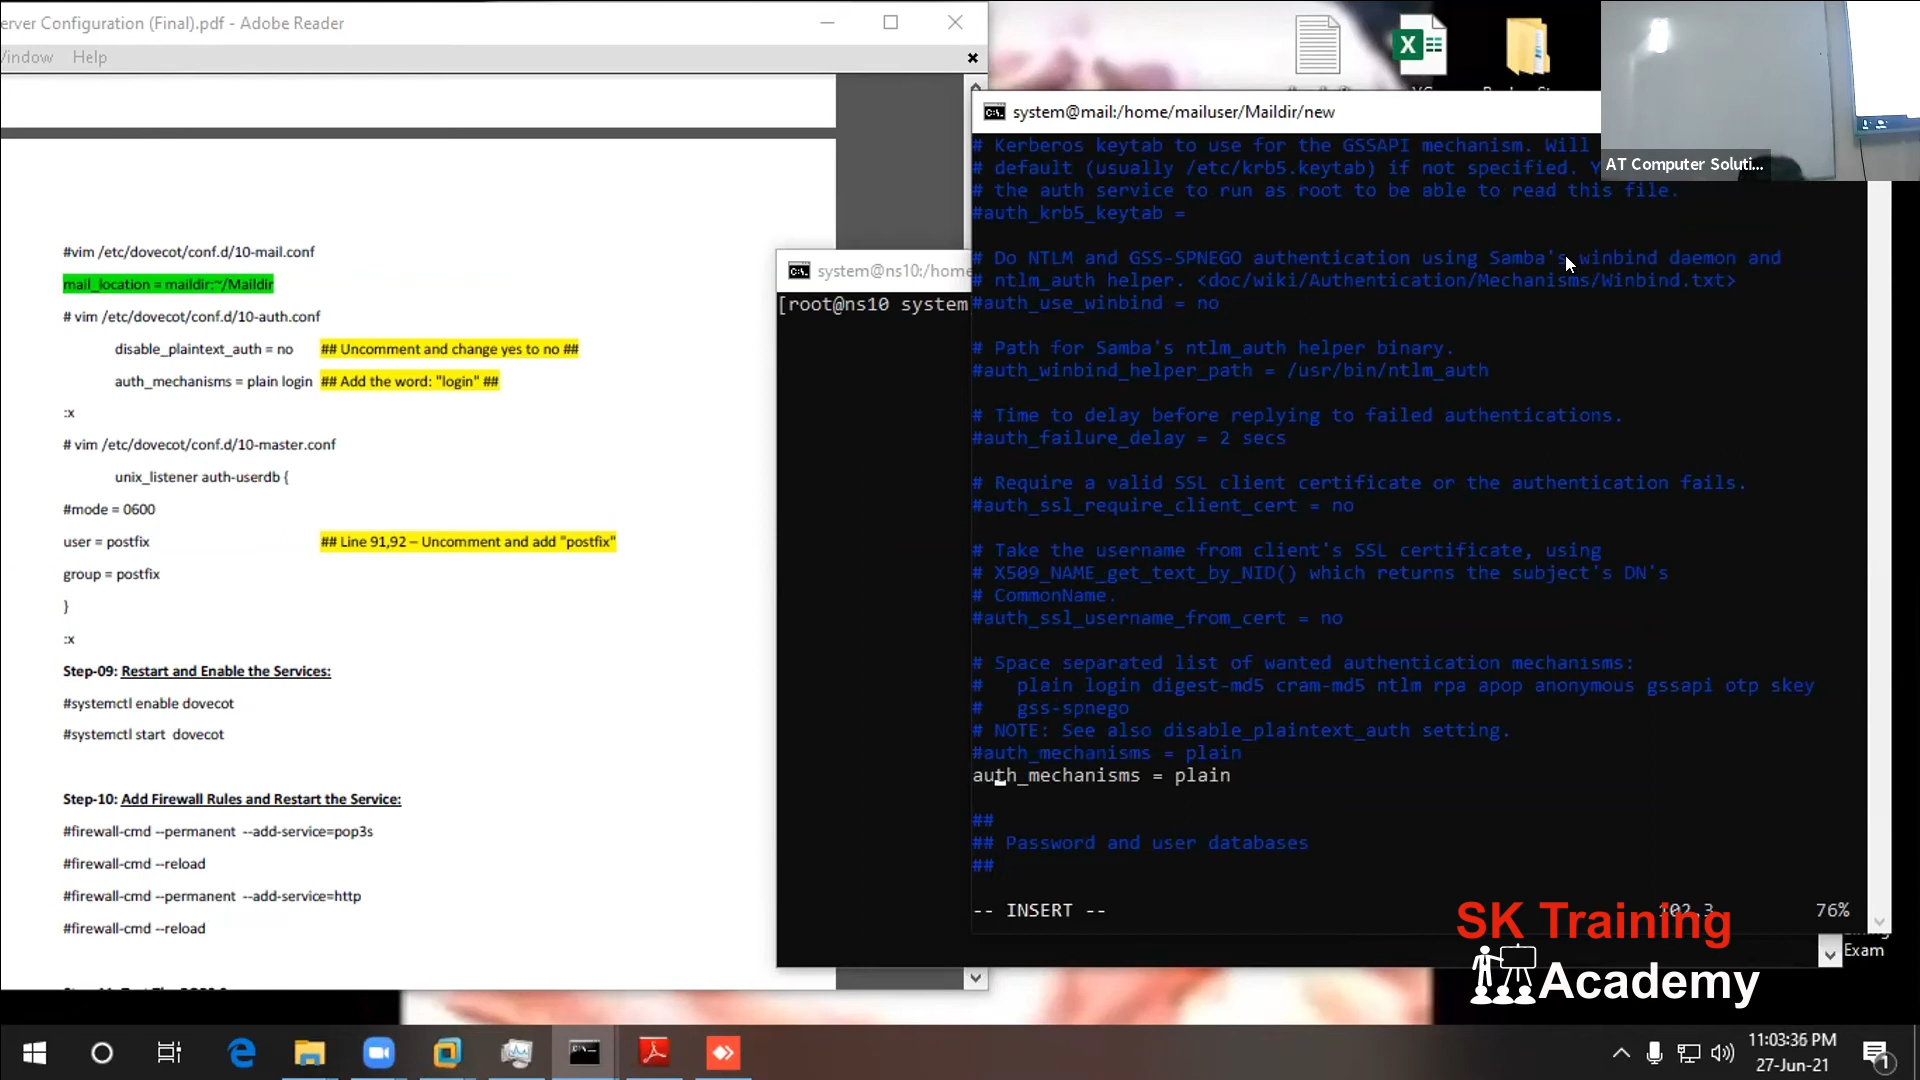 erver Configuration (Final).pdf - Adobe Reader
Help
#vim /etc/dovecot/conf.d/10-mail.conf
mail_location = maildir:~/Maildir
# vim /etc/dovecot/conf.d/10-auth.conf
disable_plaintext_auth = no ## Uncomment and change yes to no ##
auth_mechanisms = plain login ## Add the word: "login" ##
:x
# vim /etc/dovecot/conf.d/10-master.conf
unix_listener auth-userdb {
#mode = 0600
user = postfix ## Line 91,92 – Uncomment and add "postfix"
group = postfix
}
:x
Step-09: Restart and Enable the Services:
#systemctl enable dovecot
#systemctl start  dovecot
Step-10: Add Firewall Rules and Restart the Service:
#firewall-cmd --permanent  --add-service=pop3s
#firewall-cmd --reload
#firewall-cmd --permanent  --add-service=http
#firewall-cmd --reload
system@ns10:/home
[root@ns10 system
system@mail:/home/mailuser/Maildir/new
# Kerberos keytab to use for the GSSAPI mechanism. Will
# default (usually /etc/krb5.keytab) if not specified.
# the auth service to run as root to be able to read this file.
#auth_krb5_keytab =
# Do NTLM and GSS-SPNEGO authentication using Samba's winbind daemon and
# ntlm_auth helper. <doc/wiki/Authentication/Mechanisms/Winbind.txt>
#auth_use_winbind = no
# Path for Samba's ntlm_auth helper binary.
#auth_winbind_helper_path = /usr/bin/ntlm_auth
# Time to delay before replying to failed authentications.
#auth_failure_delay = 2 secs
# Require a valid SSL client certificate or the authentication fails.
#auth_ssl_require_client_cert = no
# Take the username from client's SSL certificate, using
# X509_NAME_get_text_by_NID() which returns the subject's DN's
# CommonName.
#auth_ssl_username_from_cert = no
# Space separated list of wanted authentication mechanisms:
#   plain login digest-md5 cram-md5 ntlm rpa apop anonymous gssapi otp skey
#   gss-spnego
# NOTE: See also disable_plaintext_auth setting.
#auth_mechanisms = plain
auth_mechanisms = plain
##
## Password and user databases
##
-- INSERT -- 102,3 76%
AT Computer Soluti...
Exam
SK Training
Academy
11:03:36 PM
27-Jun-21
1